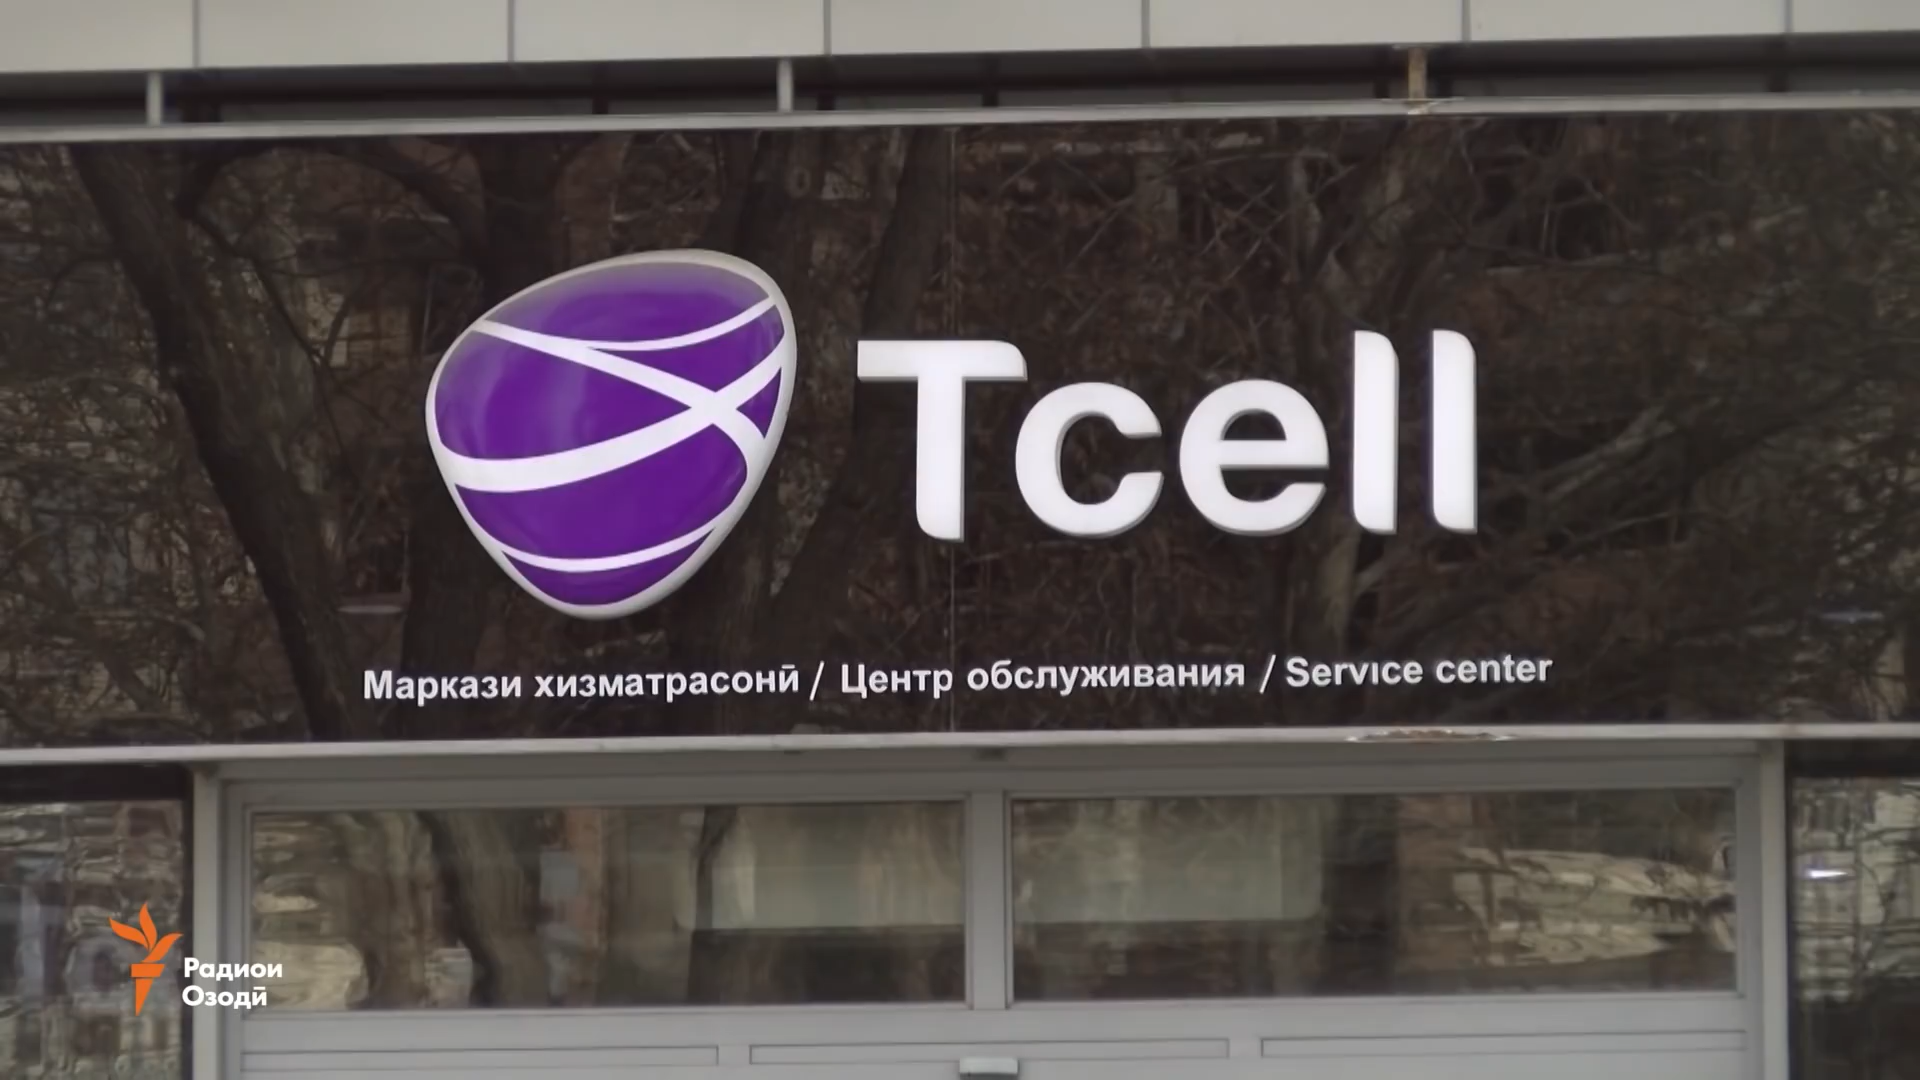 Tcell
Маркази хизматрасонӣ / Центр обслуживания / Service center
Радиои
Озодӣ